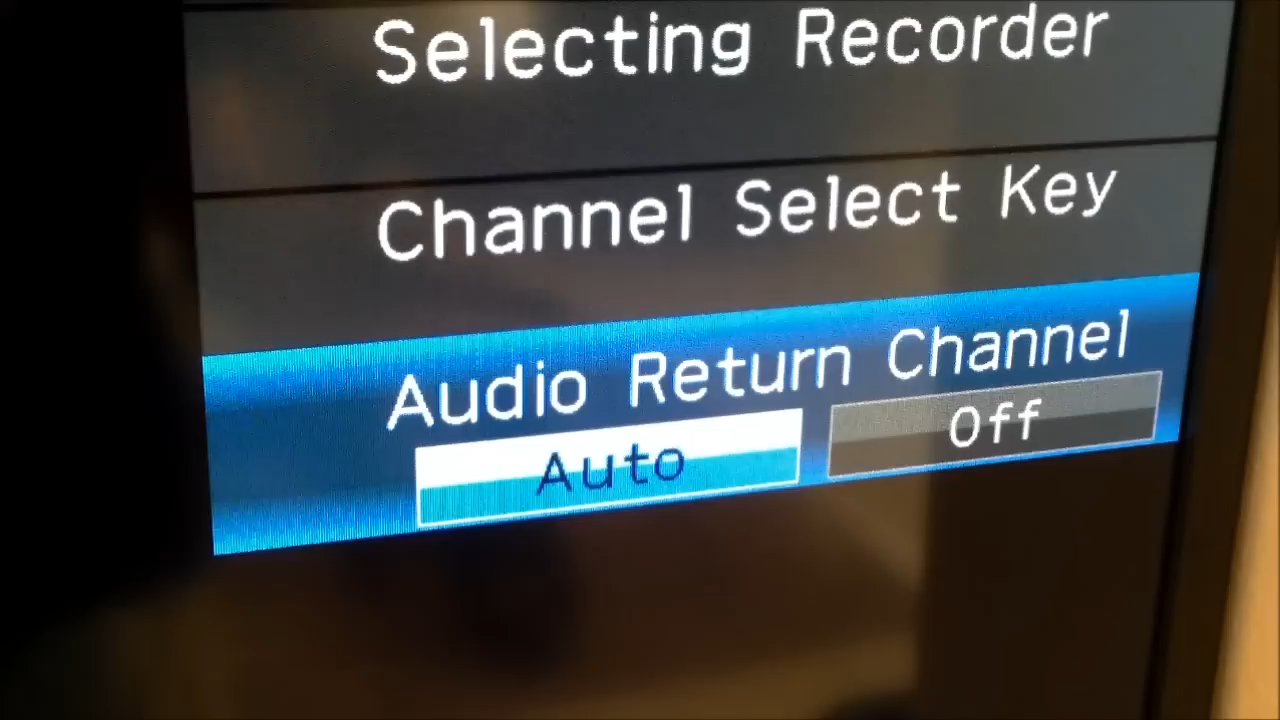 Selecting Recorder
Channel Select Key
Audio Return Channel
Auto Off